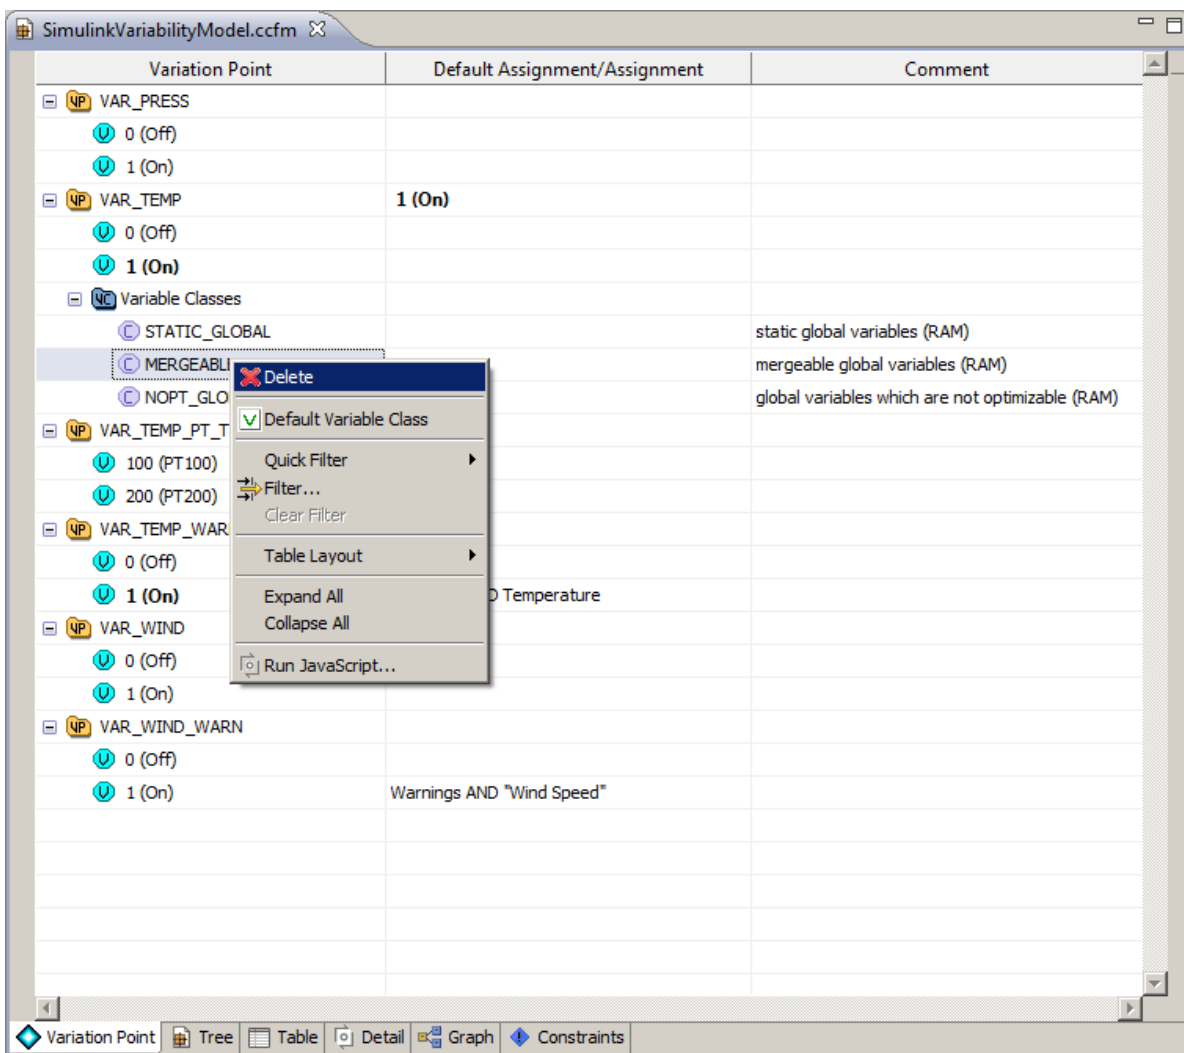 SimulinkVariabilityModel.ccfm
Variation Point Default Assignment/Assignment Comment
VAR_PRESS
0 (Off)
1 (On)
VAR_TEMP 1 (On)
0 (Off)
1 (On)
Variable Classes
STATIC_GLOBAL static global variables (RAM)
MERGEABL mergeable global variables (RAM)
Delete
NOPT_GLO global variables which are not optimizable (RAM)
Default Variable Class
VAR_TEMP_PT_T
100 (PT100) Quick Filter
200 (PT200) Filter...
Clear Filter
VAR_TEMP_WAR
0 (Off) Table Layout
1 (On) Expand All D Temperature
Collapse All
VAR_WIND
0 (Off) Run JavaScript...
1 (On)
VAR_WIND_WARN
0 (Off)
1 (On) Warnings AND "Wind Speed"
Variation Point Tree Table Detail Graph Constraints